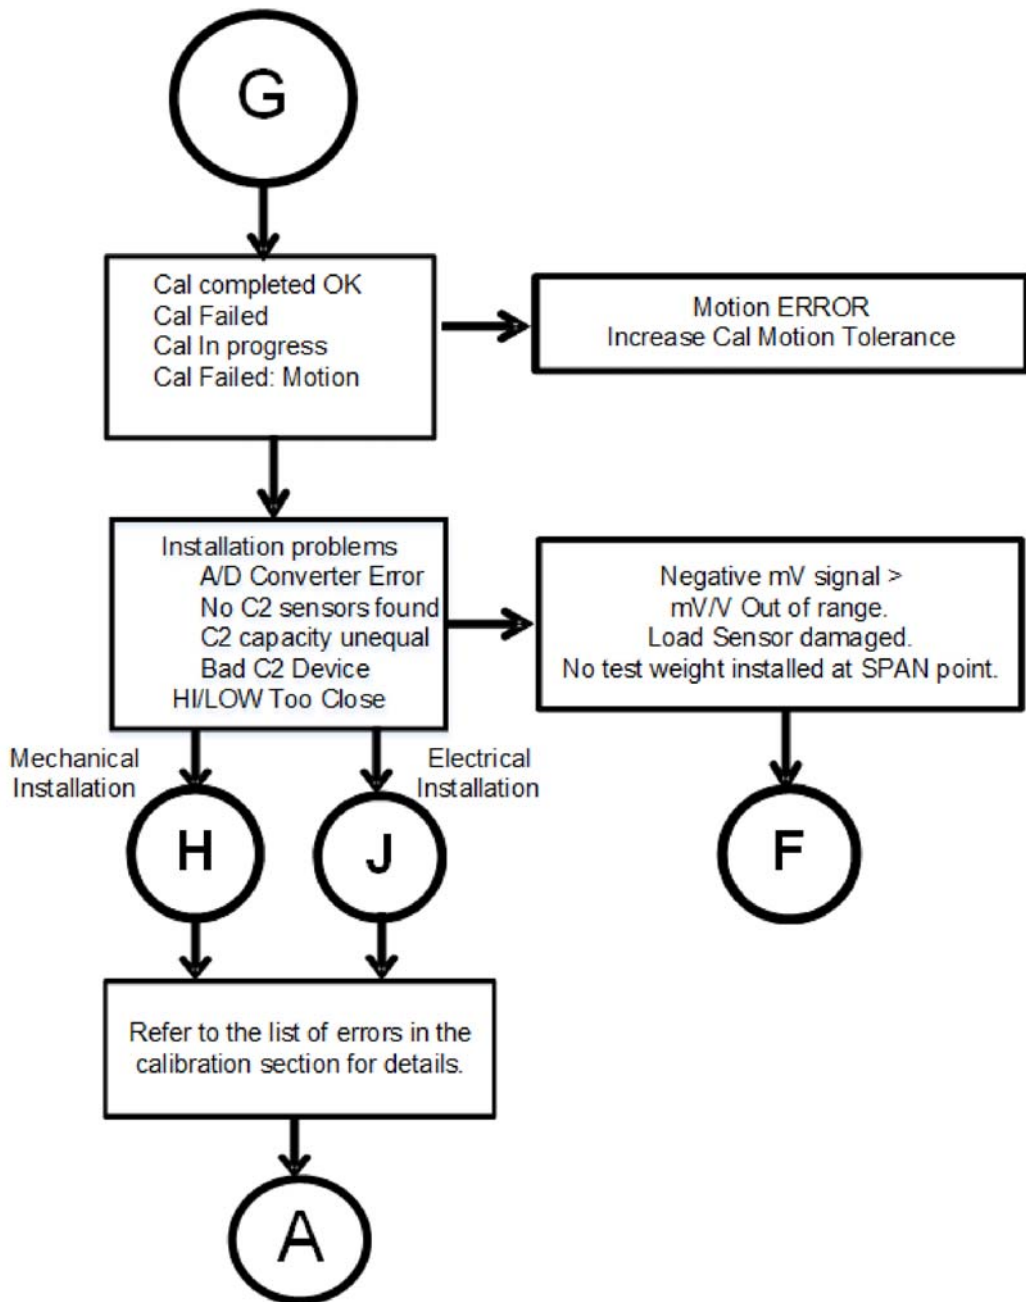 G
Cal completed OK
Cal Failed
Cal In progress
Cal Failed: Motion
Motion ERROR
Increase Cal Motion Tolerance
Installation problems
A/D Converter Error
No C2 sensors found
C2 capacity unequal
Bad C2 Device
HI/LOW Too Close
Negative mV signal >
mV/V Out of range.
Load Sensor damaged.
No test weight installed at SPAN point.
Mechanical
Installation
Electrical
Installation
H
J
F
Refer to the list of errors in the
calibration section for details.
A